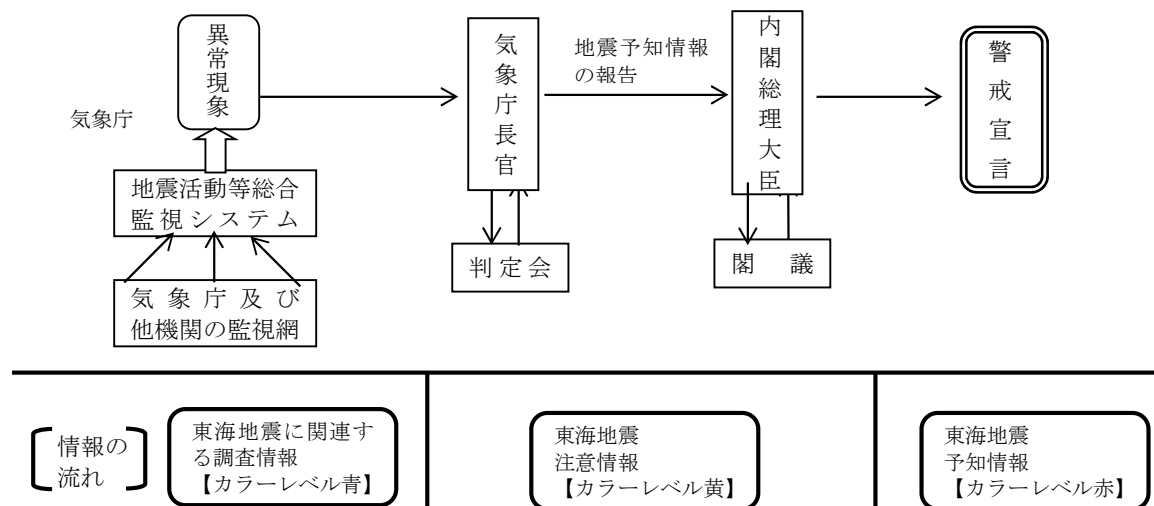 異常現象
気象庁
地震活動等総合
監視システム
気象庁及び
他機関の監視網
気象庁長官
判定会
地震予知情報
の報告
内閣総理大臣
閣議
警戒宣言
情報の
流れ
東海地震に関連す
る調査情報
【カラーレベル青】
東海地震
注意情報
【カラーレベル黄】
東海地震
予知情報
【カラーレベル赤】